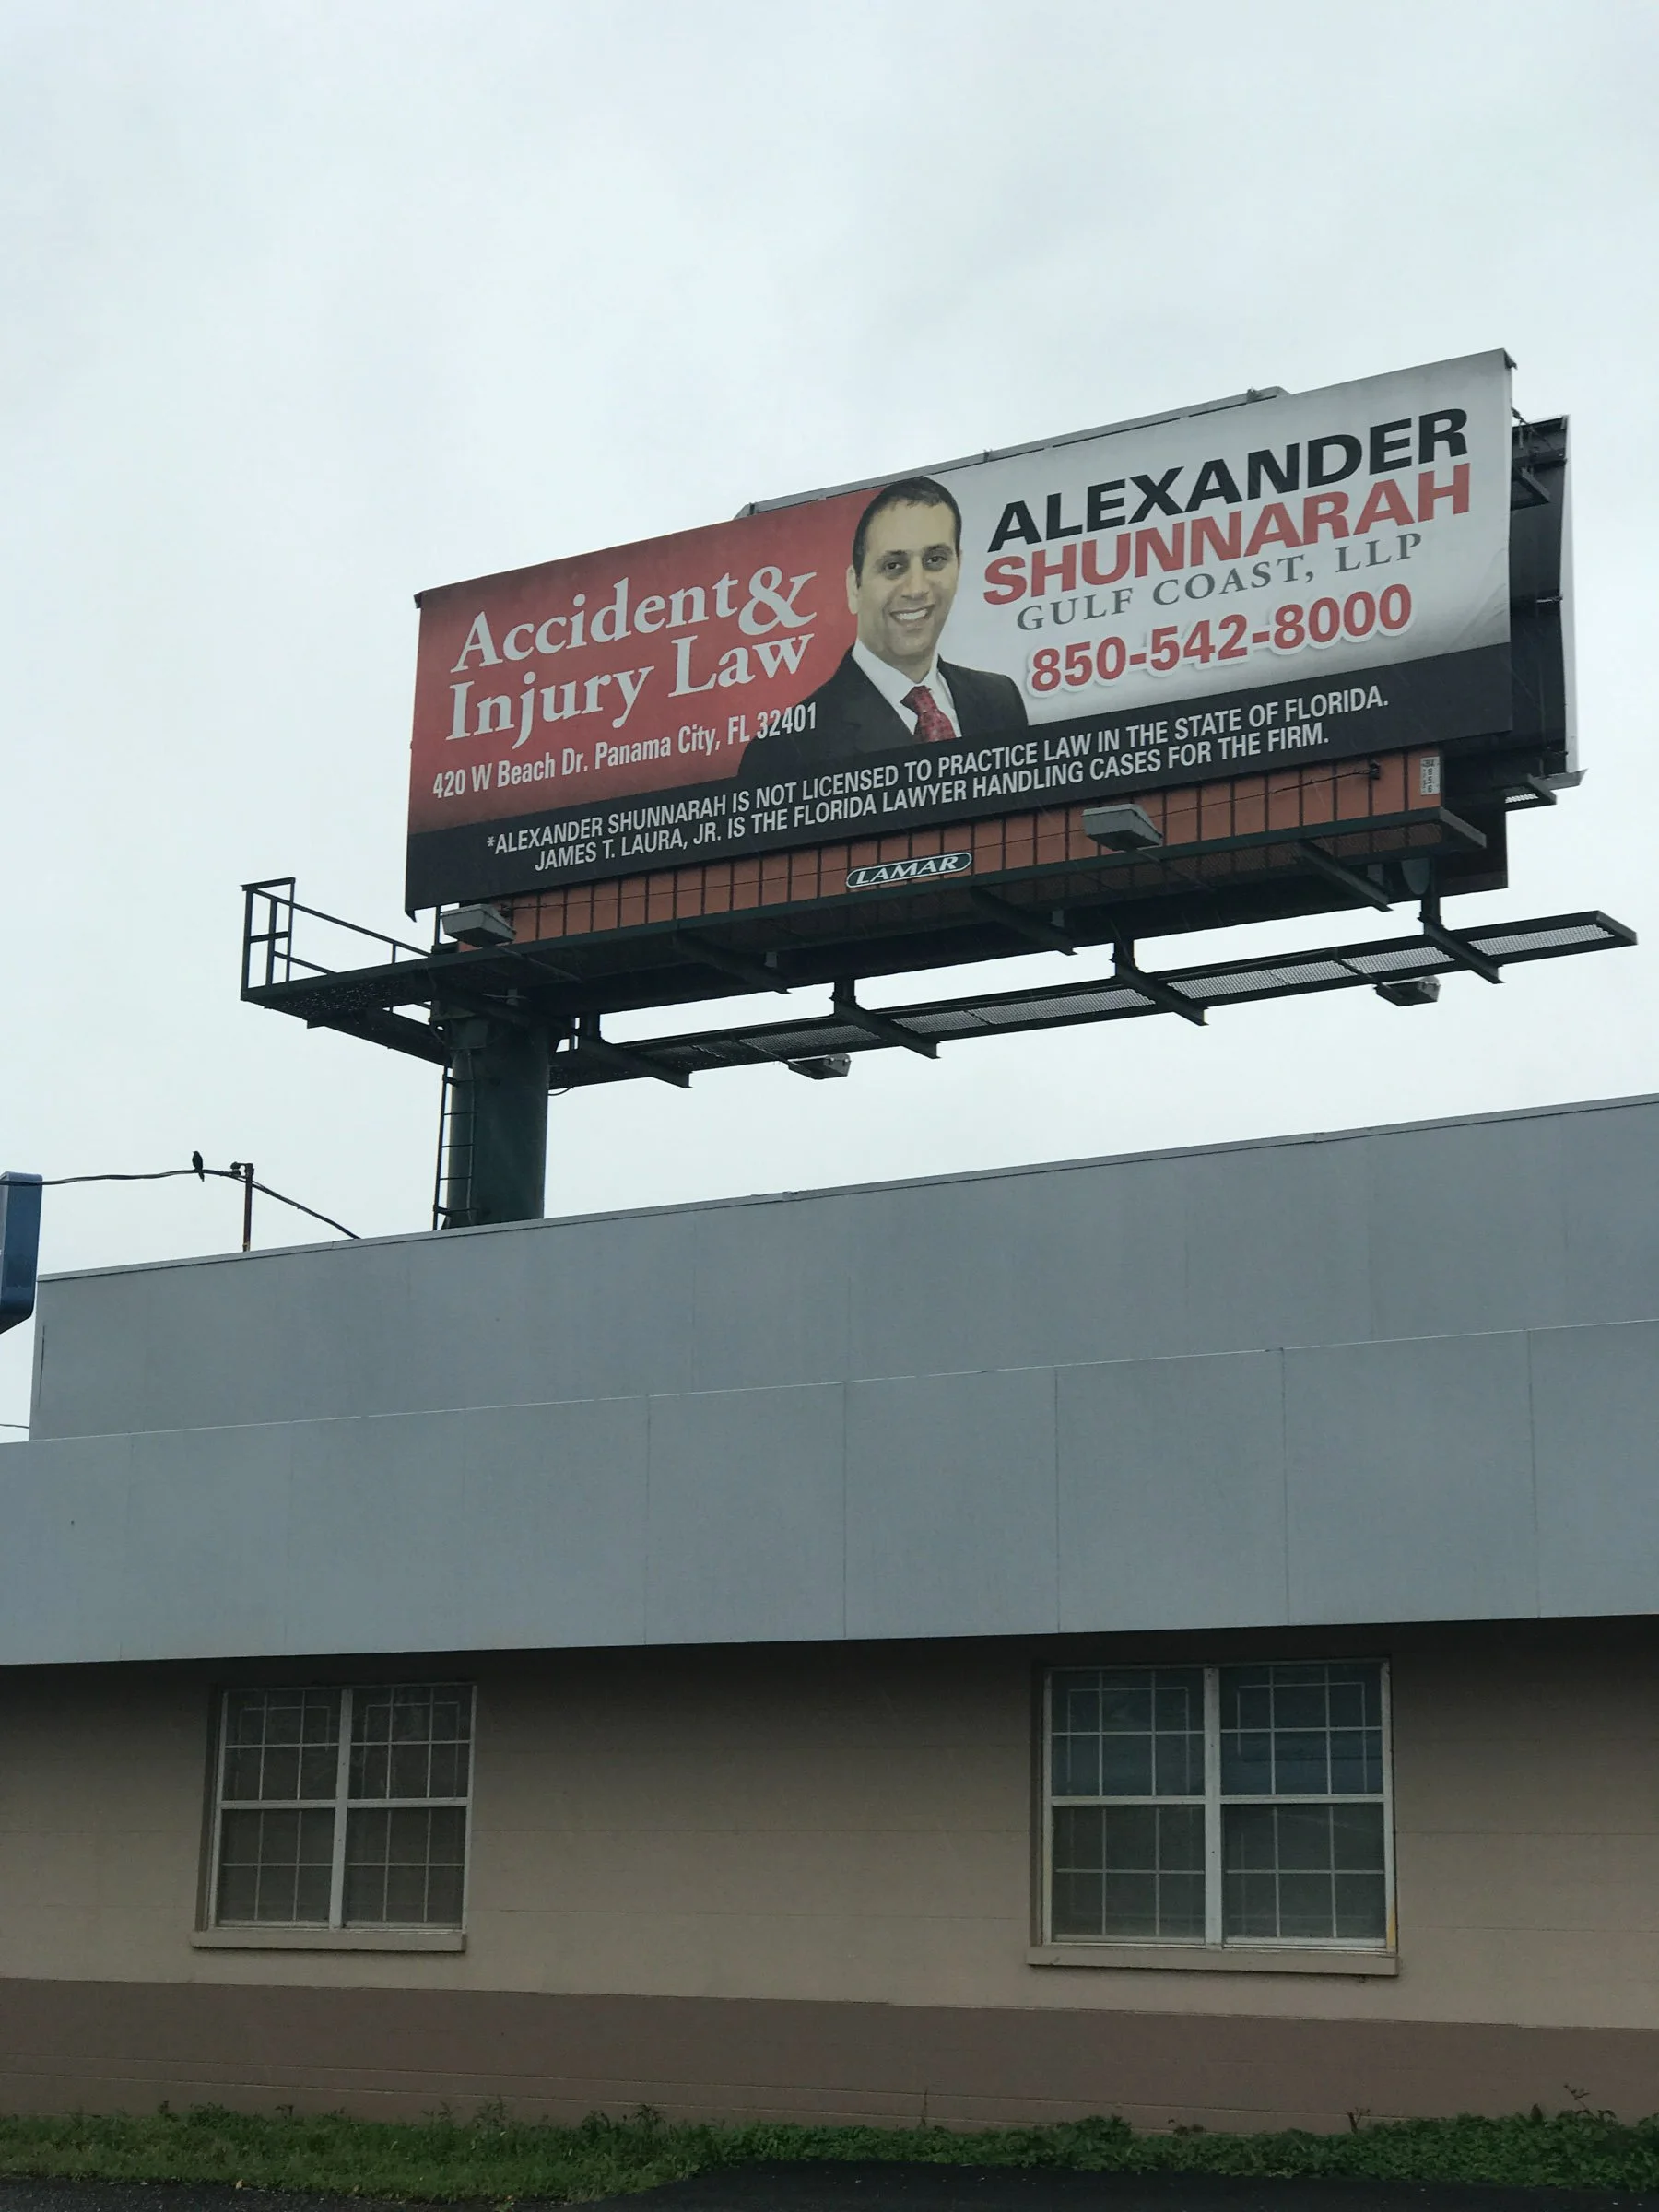 Accident &
Injury Law
420 W Beach Dr. Panama City, FL 32401
ALEXANDER
SHUNNARAH
GULF COAST, LLP
850-542-8000
*ALEXANDER SHUNNARAH IS NOT LICENSED TO PRACTICE LAW IN THE STATE OF FLORIDA.
JAMES T. LAURA, JR. IS THE FLORIDA LAWYER HANDLING CASES FOR THE FIRM.
LAMAR